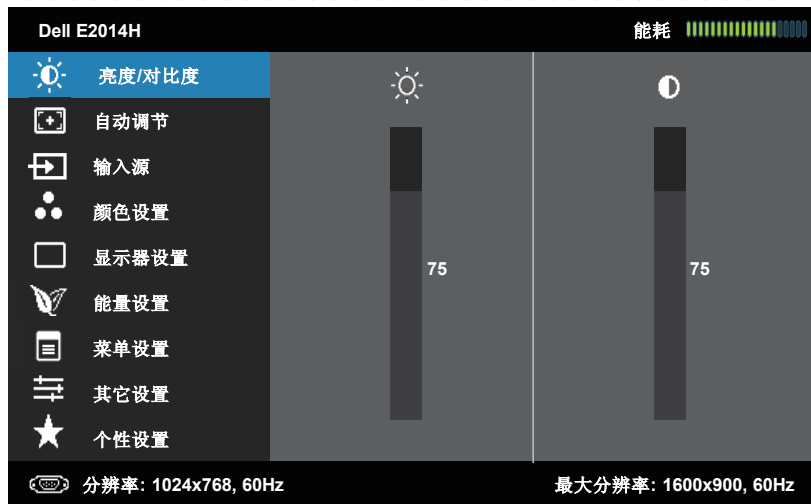 Dell E2014H
能耗
亮度/对比度
自动调节
输入源
颜色设置
显示器设置
能量设置
菜单设置
其它设置
个性设置
75
75
分辨率: 1024x768, 60Hz
最大分辨率: 1600x900, 60Hz